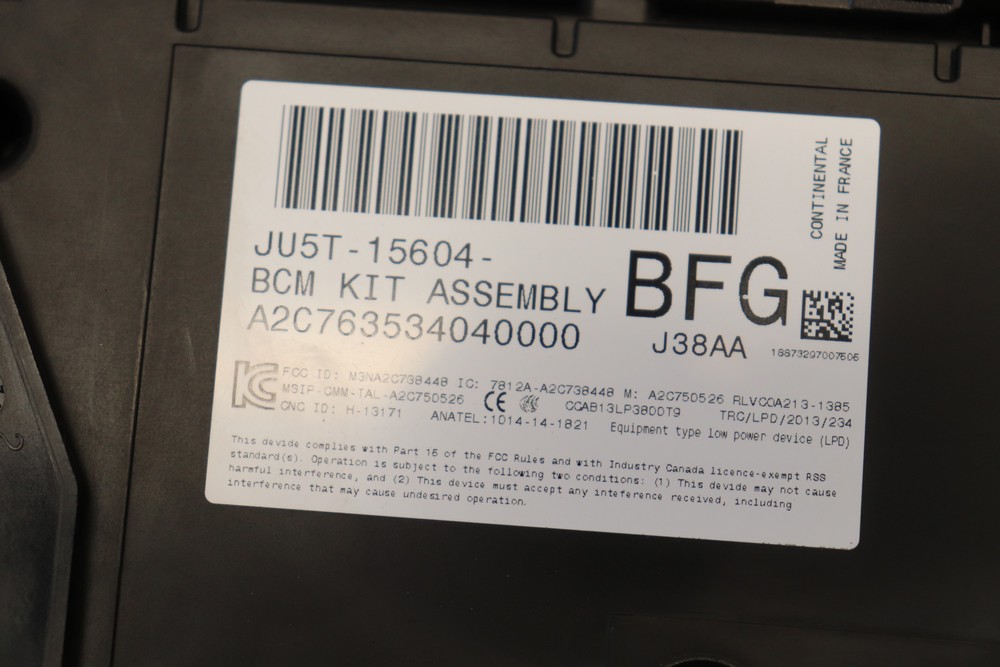 CONTINENTAL
MADE IN FRANCE
JU5T-15604-
BCM KIT ASSEMBLY
BFG
A2C763534040000
J38AA
16873297007606
FCC ID: M3NA2C738448 IC: 7812A-A2C738448 M: A2C750526 RLVCOA213-1385
MSIP-CMM-TAL-A2C750526 CE CCAB13LP3800T9 TRC/LPD/2013/234
CNC ID: H-13171 ANATEL:1014-14-1821 Equipment type low power device (LPD)
This devide complies with Part 15 of the FCC Rules and with Industry Canada licence-exempt RSS
standard(s). Operation is subject to the following two conditions: (1) This device may not cause
harmful interference, and (2) This device must accept any interference received, including
interference that may cause undesired operation.